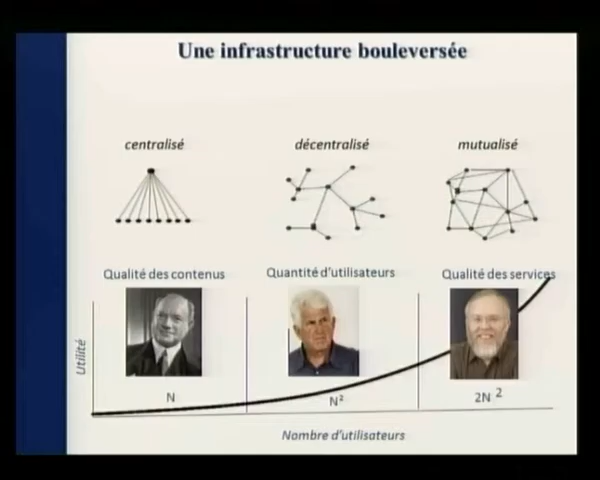 Une infrastructure bouleversée
centralisé décentralisé mutualisé
Qualité des contenus Quantité d'utilisateurs Qualité des services
Utilité
N N² 2N ²
Nombre d'utilisateurs